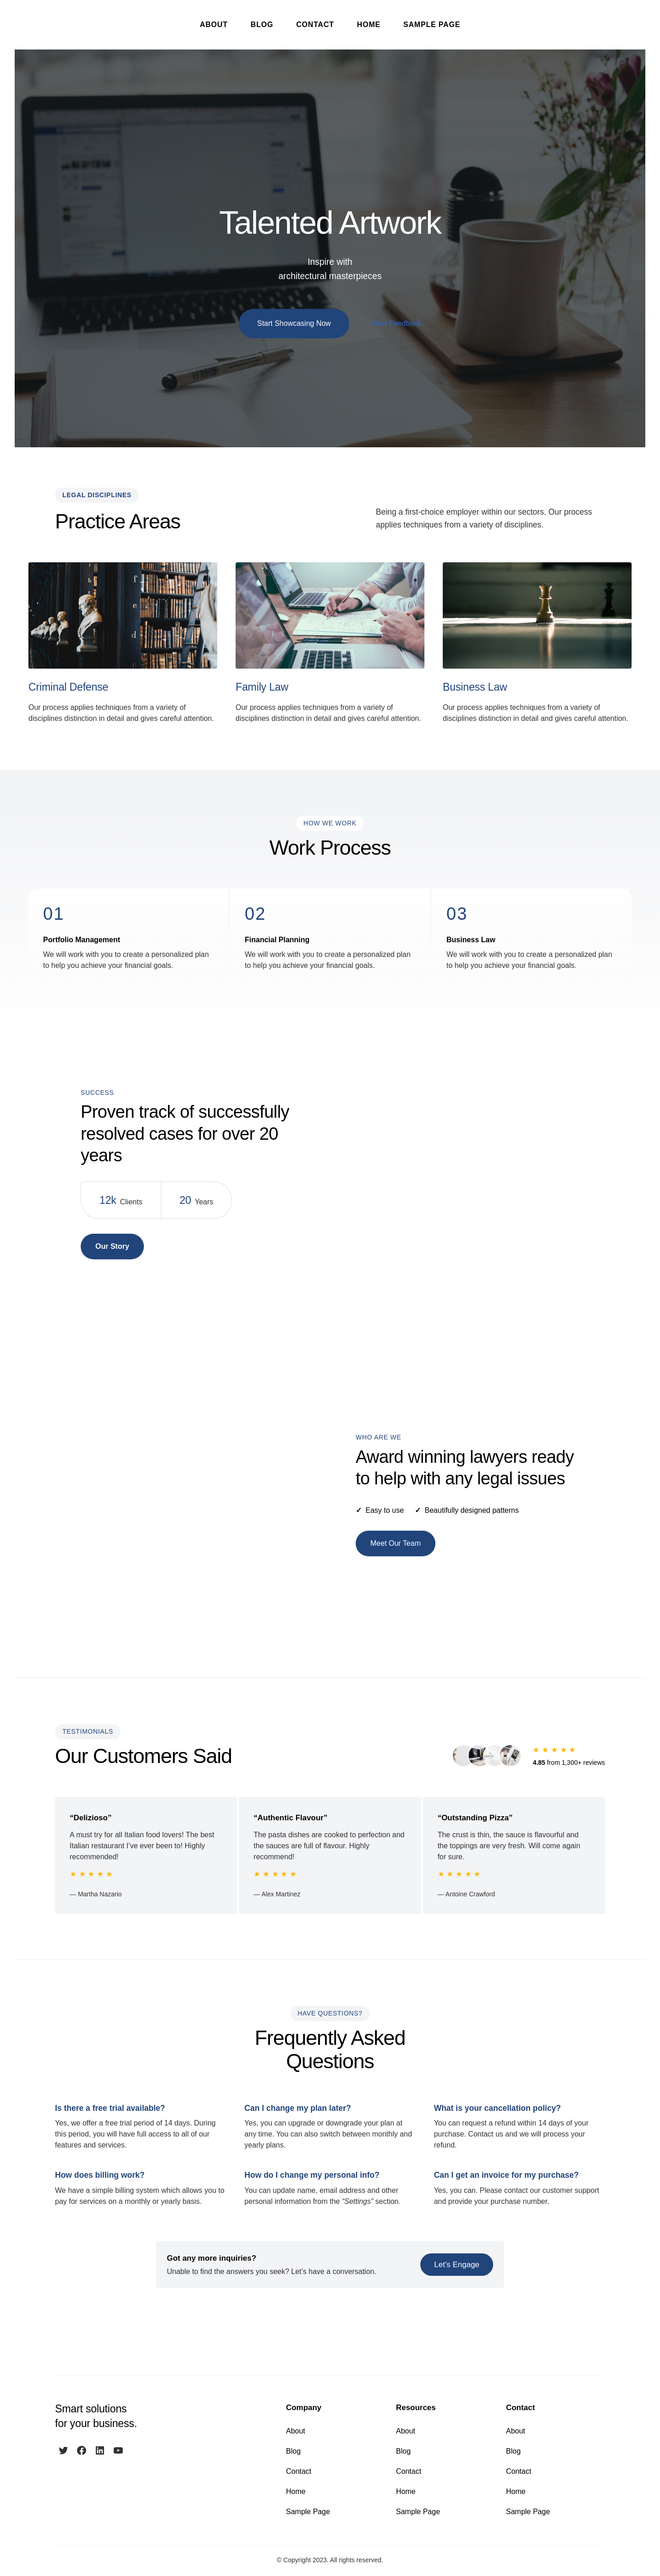 ABOUT BLOG CONTACT HOME SAMPLE PAGE
Talented Artwork
Inspire with
architectural masterpieces
Start Showcasing Now
LEGAL DISCIPLINES
Practice Areas
Being a first-choice employer within our sectors. Our process
applies techniques from a variety of disciplines.
Criminal Defense
Our process applies techniques from a variety of
disciplines distinction in detail and gives careful attention.
Family Law
Our process applies techniques from a variety of
disciplines distinction in detail and gives careful attention.
Business Law
Our process applies techniques from a variety of
disciplines distinction in detail and gives careful attention.
HOW WE WORK
Work Process
01
Portfolio Management
We will work with you to create a personalized plan
to help you achieve your financial goals.
02
Financial Planning
We will work with you to create a personalized plan
to help you achieve your financial goals.
03
Business Law
We will work with you to create a personalized plan
to help you achieve your financial goals.
SUCCESS
Proven track of successfully
resolved cases for over 20
years
12k Clients 20 Years
Our Story
WHO ARE WE
Award winning lawyers ready
to help with any legal issues
✓ Easy to use ✓ Beautifully designed patterns
Meet Our Team
TESTIMONIALS
Our Customers Said
★ ★ ★ ★ ★
4.85 from 1,300+ reviews
“Delizioso”
A must try for all Italian food lovers! The best
Italian restaurant I’ve ever been to! Highly
recommended!
★ ★ ★ ★ ★
— Martha Nazario
“Authentic Flavour”
The pasta dishes are cooked to perfection and
the sauces are full of flavour. Highly
recommend!
★ ★ ★ ★ ★
— Alex Martinez
“Outstanding Pizza”
The crust is thin, the sauce is flavourful and
the toppings are very fresh. Will come again
for sure.
★ ★ ★ ★ ★
— Antoine Crawford
HAVE QUESTIONS?
Frequently Asked
Questions
Is there a free trial available?
Yes, we offer a free trial period of 14 days. During
this period, you will have full access to all of our
features and services.
Can I change my plan later?
Yes, you can upgrade or downgrade your plan at
any time. You can also switch between monthly and
yearly plans.
What is your cancellation policy?
You can request a refund within 14 days of your
purchase. Contact us and we will process your
refund.
How does billing work?
We have a simple billing system which allows you to
pay for services on a monthly or yearly basis.
How do I change my personal info?
You can update name, email address and other
personal information from the “Settings” section.
Can I get an invoice for my purchase?
Yes, you can. Please contact our customer support
and provide your purchase number.
Got any more inquiries?
Unable to find the answers you seek? Let’s have a conversation.
Let’s Engage
Smart solutions
for your business.
Company
About
Blog
Contact
Home
Sample Page
Resources
About
Blog
Contact
Home
Sample Page
Contact
About
Blog
Contact
Home
Sample Page
© Copyright 2023. All rights reserved.